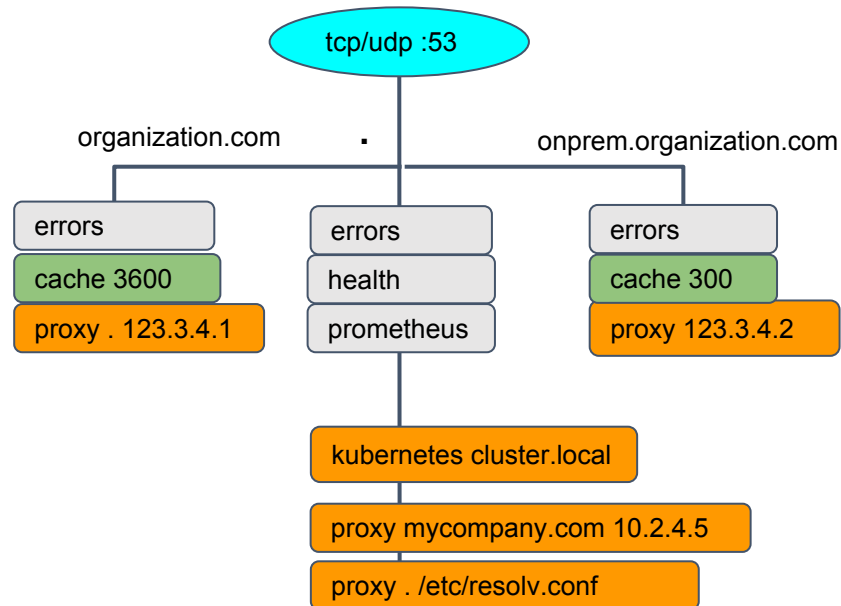 tcp/udp :53
organization.com
.
onprem.organization.com
errors
cache 3600
proxy . 123.3.4.1
errors
health
prometheus
errors
cache 300
proxy 123.3.4.2
kubernetes cluster.local
proxy mycompany.com 10.2.4.5
proxy . /etc/resolv.conf